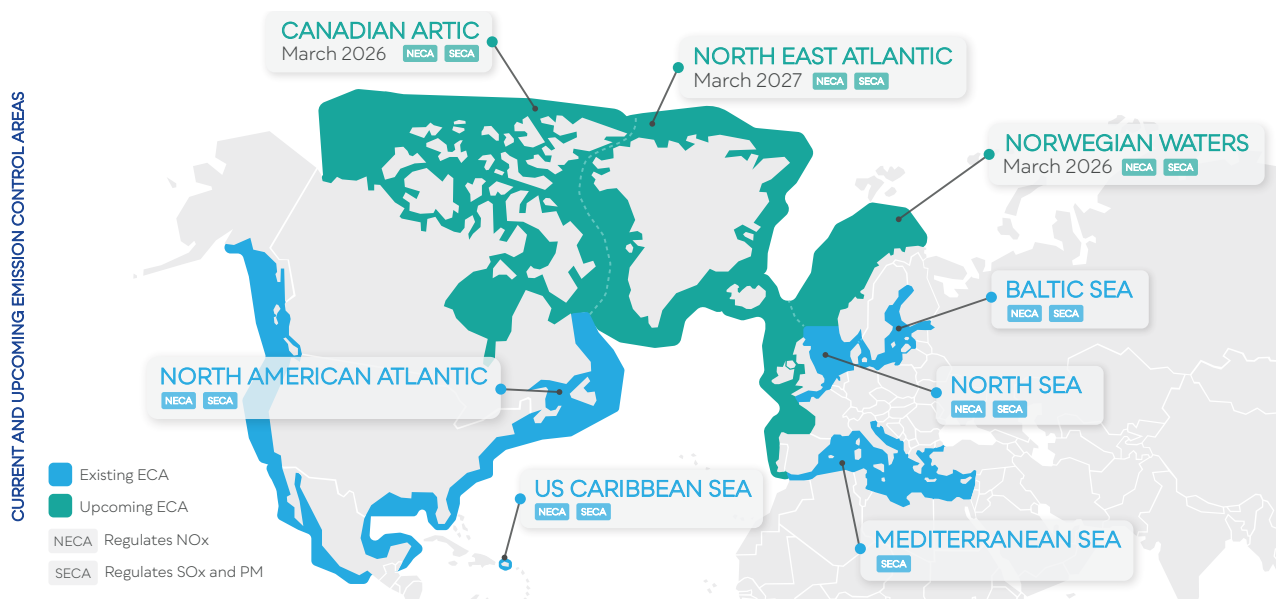 CURRENT AND UPCOMING EMISSION CONTROL AREAS
CANADIAN ARTIC
March 2026 NECA SECA
NORTH EAST ATLANTIC
March 2027 NECA SECA
NORWEGIAN WATERS
March 2026 NECA SECA
BALTIC SEA
NECA SECA
NORTH AMERICAN ATLANTIC
NECA SECA
NORTH SEA
NECA SECA
US CARIBBEAN SEA
NECA SECA
MEDITERRANEAN SEA
SECA
Existing ECA
Upcoming ECA
NECA Regulates NOx
SECA Regulates SOx and PM